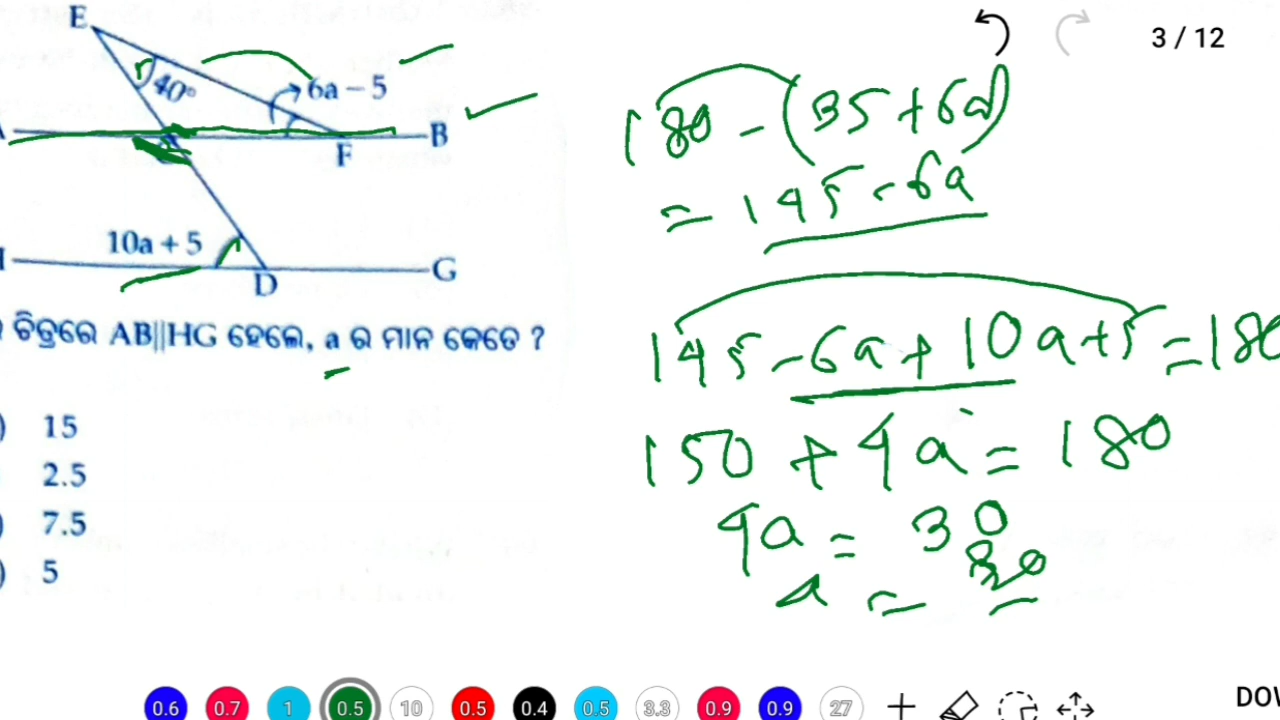 E
3 / 12
40°
6a – 5
B
F
180 - (35 + 6a)
= 145 - 6a
10a + 5
D
G
ଚିତ୍ରରେ AB||HG ହେଲେ, a ର ମାନ କେତେ ?
145 - 6a + 10a + 5 = 180
150 + 4a = 180
4a = 30
a =
) 15
2.5
) 7.5
) 5
0.6 0.7 1 0.5 10 0.5 0.4 0.5 3.3 0.9 0.9 27